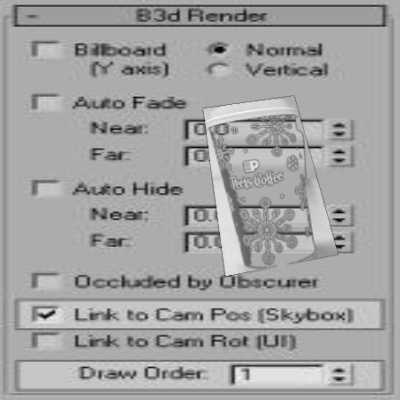 - B3d Render
Billboard
(Y axis)
Normal
Vertical
Auto Fade
Near: 0.0
Far: 0.
Auto Hide
Near: 0.0
Far: 0.0
Occluded by Obscurer
Link to Cam Pos (Skybox)
Link to Cam Rot (UI)
Draw Order: 1
Peet's Coffee